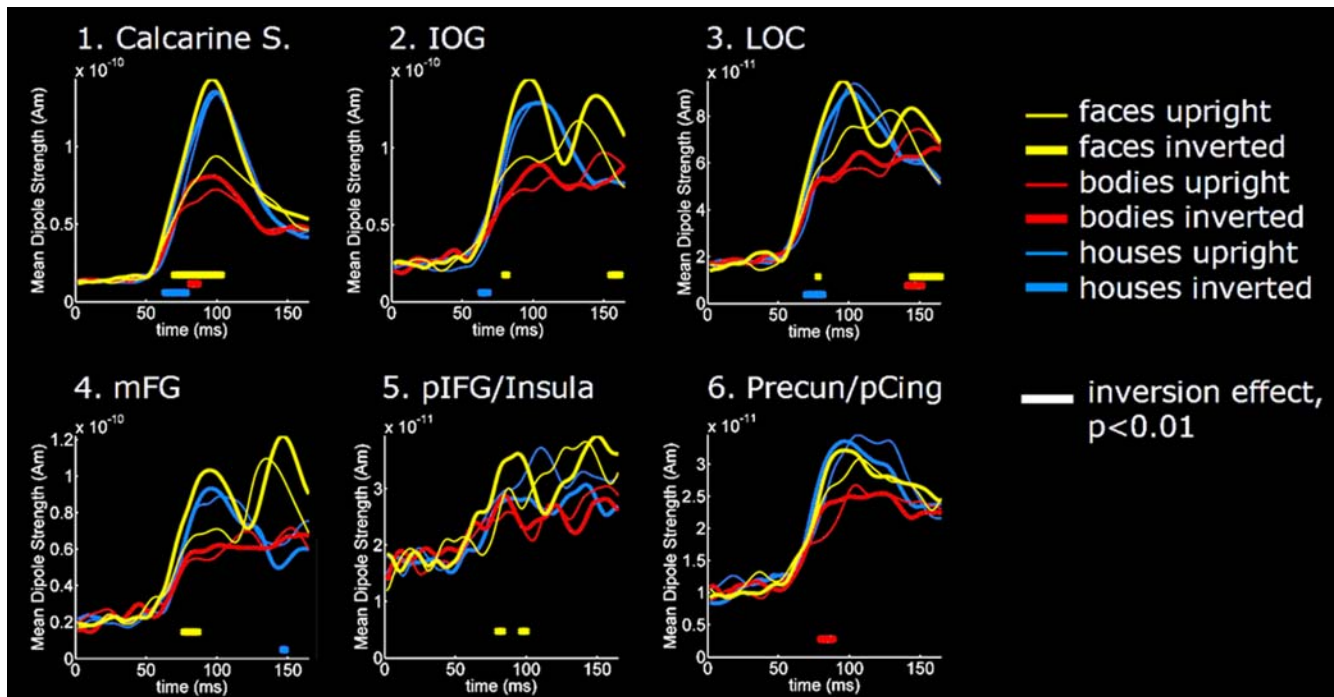 1. Calcarine S.
x 10^-10
Mean Dipole Strength (Am)
1
0.5
0
0 50 100 150
time (ms)
2. IOG
x 10^-10
Mean Dipole Strength (Am)
1
0.5
0
0 50 100 150
time (ms)
3. LOC
x 10^-11
Mean Dipole Strength (Am)
8
6
4
2
0
0 50 100 150
time (ms)
faces upright
faces inverted
bodies upright
bodies inverted
houses upright
houses inverted
4. mFG
x 10^-10
Mean Dipole Strength (Am)
1.2
1
0.8
0.6
0.4
0.2
0
0 50 100 150
time (ms)
5. pIFG/Insula
x 10^-11
Mean Dipole Strength (Am)
3
2
1
0
0 50 100 150
time (ms)
6. Precun/pCing
x 10^-11
Mean Dipole Strength (Am)
3
2.5
2
1.5
1
0.5
0
0 50 100 150
time (ms)
inversion effect,
p<0.01